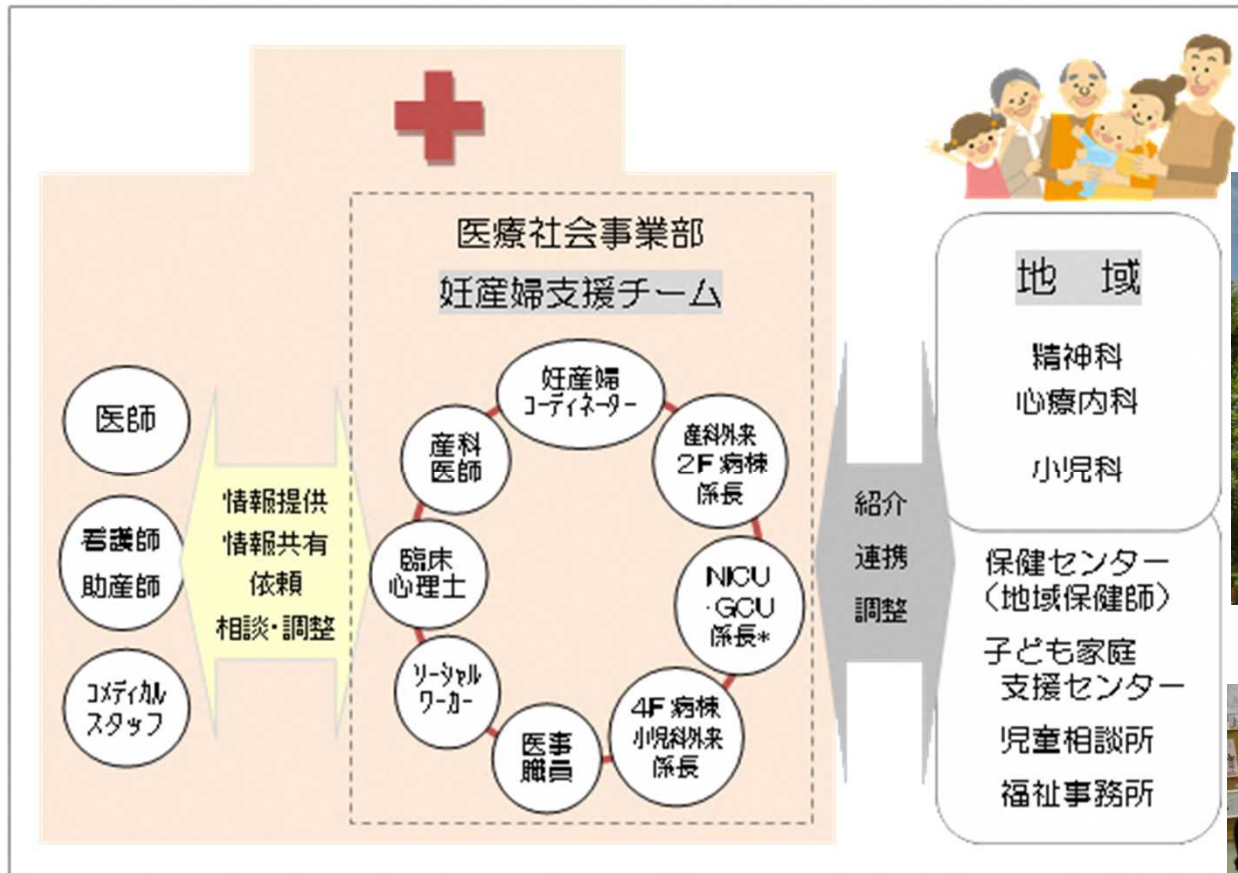 医療社会事業部
妊産婦支援チーム
医師
看護師
助産師
コメディカル
スタッフ
情報提供
情報共有
依頼
相談・調整
妊産婦
コーディネーター
産科
医師
産科外来
2F病棟
係長
臨床
心理士
NICU
・GCU
係長*
ソーシャル
ワーカー
4F病棟
小児科外来
係長
医事
職員
紹介
連携
調整
地 域
精神科
心療内科
小児科
保健センター
(地域保健師)
子ども家庭
支援センター
児童相談所
福祉事務所